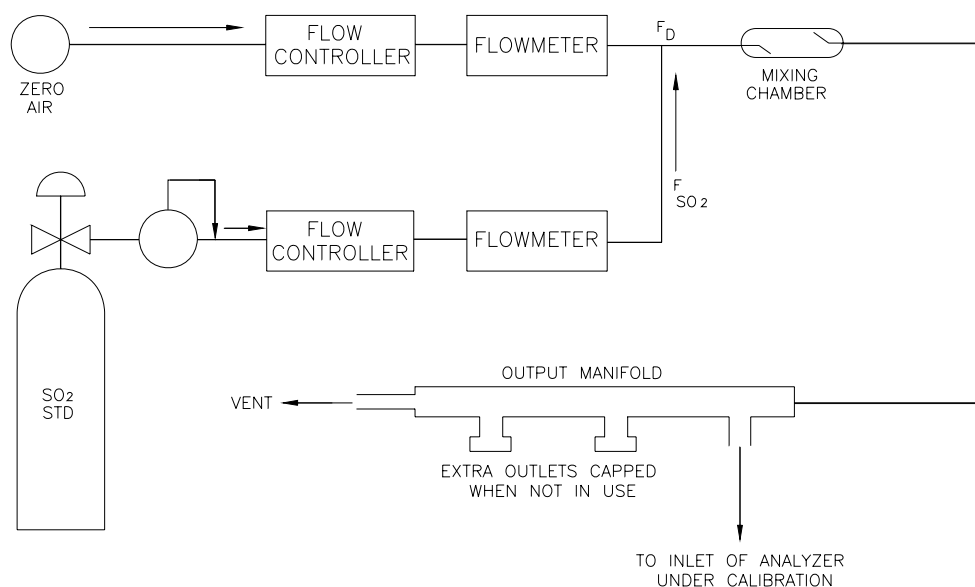 ZERO
AIR
FLOW
CONTROLLER
FLOWMETER
F_D
MIXING
CHAMBER
F
SO2
FLOW
CONTROLLER
FLOWMETER
SO2
STD
OUTPUT MANIFOLD
VENT
EXTRA OUTLETS CAPPED
WHEN NOT IN USE
TO INLET OF ANALYZER
UNDER CALIBRATION